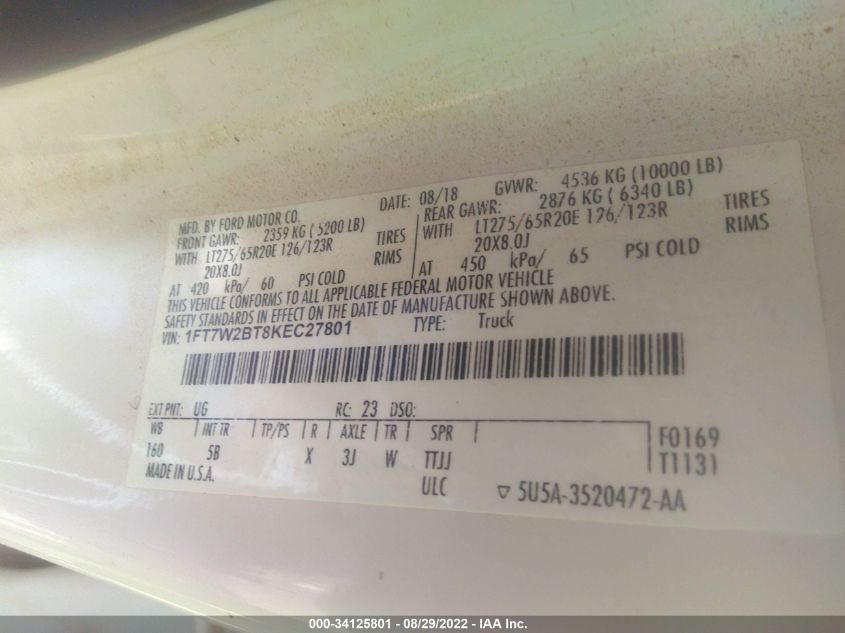 MFD. BY FORD MOTOR CO.
DATE: 08/18 GVWR: 4536 KG (10000 LB)
FRONT GAWR: 2359 KG (5200 LB)
REAR GAWR: 2876 KG (6340 LB)
WITH LT275/65R20E 126/123R TIRES
WITH LT275/65R20E 126/123R TIRES
20X8.0J RIMS
20X8.0J RIMS
AT 420 kPa/ 60 PSI COLD
AT 450 kPa/ 65 PSI COLD
THIS VEHICLE CONFORMS TO ALL APPLICABLE FEDERAL MOTOR VEHICLE
SAFETY STANDARDS IN EFFECT ON THE DATE OF MANUFACTURE SHOWN ABOVE.
VIN: 1FT7W2BT8KEC27801 TYPE: Truck
EXT PNT: UG RC: 23 DSO:
WB INT TR TP/PS R AXLE TR SPR F0169
160 5B X 3J W TTJJ T1131
MADE IN U.S.A. ULC ▽ 5U5A-3520472-AA
000-34125801 - 08/29/2022 - IAA Inc.